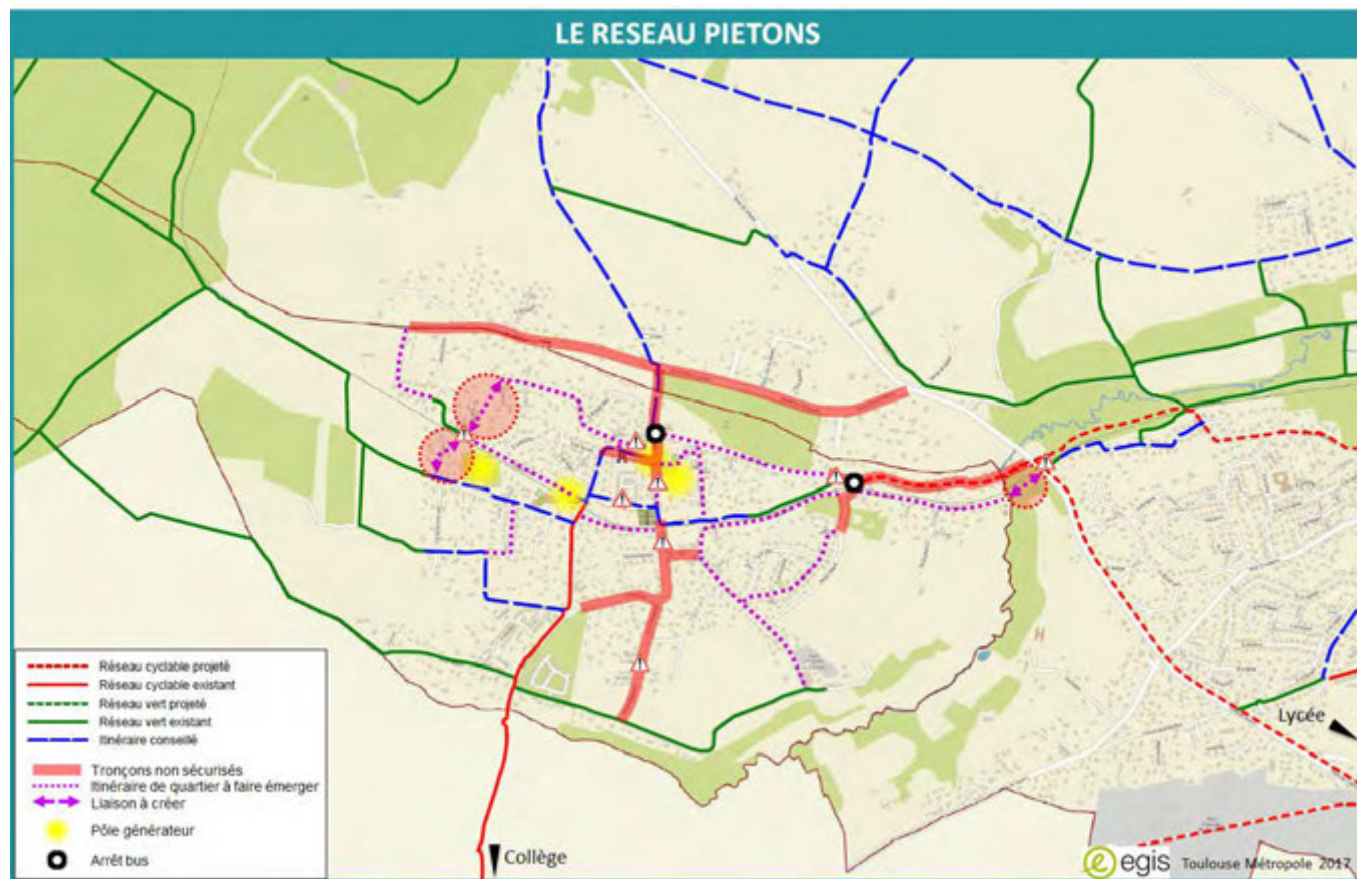 LE RESEAU PIETONS
Réseau cyclable projeté
Réseau cyclable existant
Réseau vert projeté
Réseau vert existant
Itinéraire conseillé
Tronçons non sécurisés
Itinéraire de quartier à faire émerger
Liaison à créer
Pôle générateur
Arrêt bus
Collège
Lycée
egis Toulouse Métropole 2017